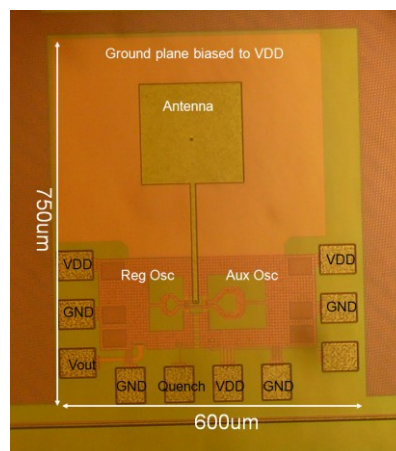 Ground plane biased to VDD
Antenna
750um
VDD
Reg Osc
Aux Osc
VDD
GND
GND
Vout
GND
Quench
VDD
GND
600um